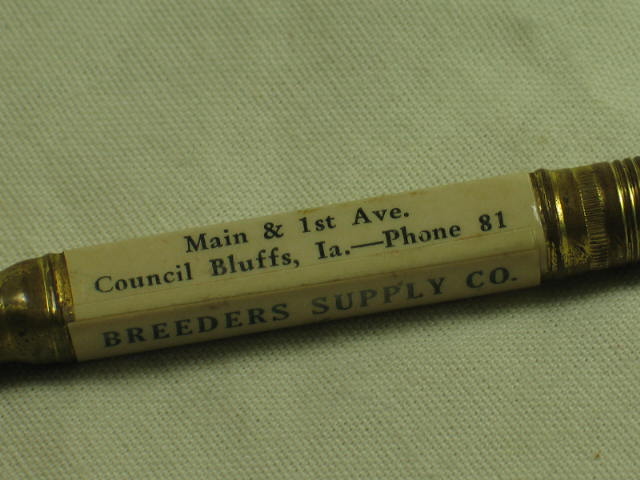 Main & 1st Ave.
Council Bluffs, Ia.—Phone 81
BREEDERS SUPPLY CO.